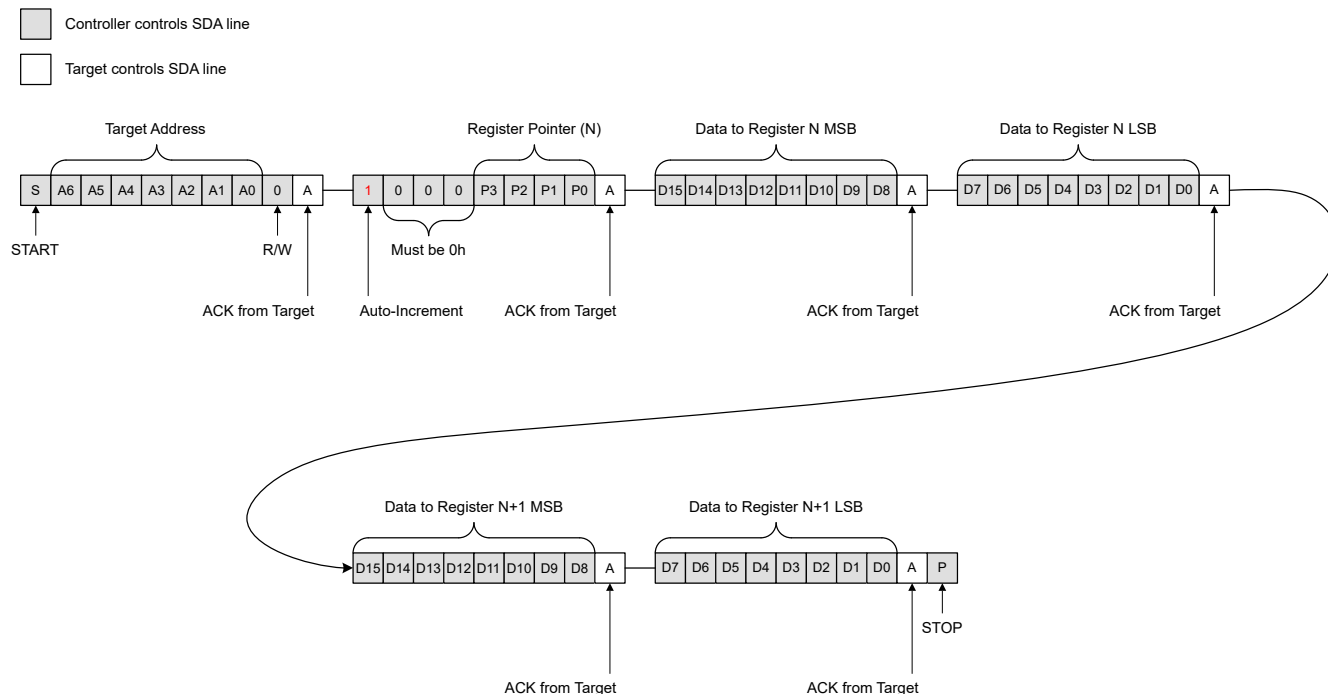 Controller controls SDA line
Target controls SDA line
Target Address
Register Pointer (N)
Data to Register N MSB
Data to Register N LSB
S A6 A5 A4 A3 A2 A1 A0 0 A 1 0 0 0 P3 P2 P1 P0 A D15 D14 D13 D12 D11 D10 D9 D8 A D7 D6 D5 D4 D3 D2 D1 D0 A
START
R/W
Must be 0h
ACK from Target
Auto-Increment
ACK from Target
ACK from Target
ACK from Target
Data to Register N+1 MSB
Data to Register N+1 LSB
D15 D14 D13 D12 D11 D10 D9 D8 A D7 D6 D5 D4 D3 D2 D1 D0 A P
STOP
ACK from Target
ACK from Target